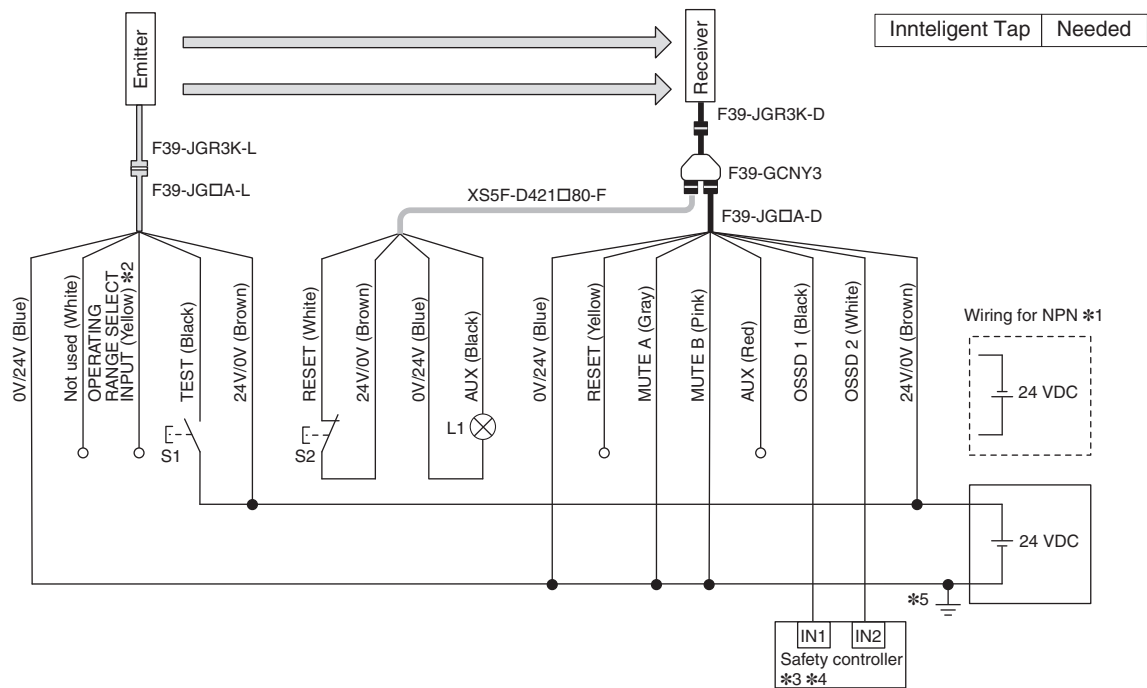 Emitter
Receiver
Innteligent Tap Needed
F39-JGR3K-L
F39-JG□A-L
F39-JGR3K-D
F39-GCNY3
XS5F-D421□80-F
F39-JG□A-D
0V/24V (Blue)
Not used (White)
OPERATING
RANGE SELECT
INPUT (Yellow) *2
TEST (Black)
24V/0V (Brown)
RESET (White)
24V/0V (Brown)
0V/24V (Blue)
AUX (Black)
0V/24V (Blue)
RESET (Yellow)
MUTE A (Gray)
MUTE B (Pink)
AUX (Red)
OSSD 1 (Black)
OSSD 2 (White)
24V/0V (Brown)
S1
S2
L1
Wiring for NPN *1
24 VDC
24 VDC
*5
IN1 IN2
Safety controller
*3 *4